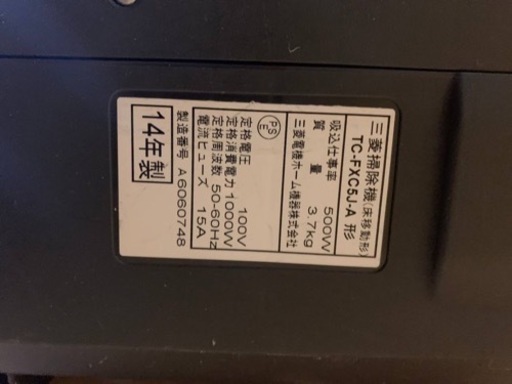 三菱掃除機(床移動形)
TC-FXC5J-A 形
吸込仕事率 500W
質 量 3.7kg
三菱電機ホーム機器株式会社
PS E
定格電圧 100V
定格消費電力 1000W
定格周波数 50-60Hz
電流ヒューズ 15A
製造番号 A6060748
14年製